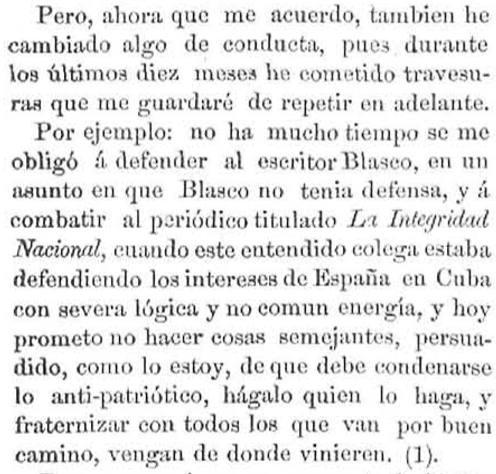 Pero, ahora que me acuerdo, tambien he
cambiado algo de conducta, pues durante
los últimos diez meses he cometido travesu-
ras que me guardaré de repetir en adelante.
Por ejemplo: no ha mucho tiempo se me
obligó á defender al escritor Blasco, en un
asunto en que Blasco no tenia defensa, y á
combatir al periódico titulado La Integridad
Nacional, cuando este entendido colega estaba
defendiendo los intereses de España en Cuba
con severa lógica y no comun energía, y hoy
prometo no hacer cosas semejantes, persua-
dido, como lo estoy, de que debe condenarse
lo anti-patriótico, hágalo quien lo haga, y
fraternizar con todos los que van por buen
camino, vengan de donde vinieren. (1).